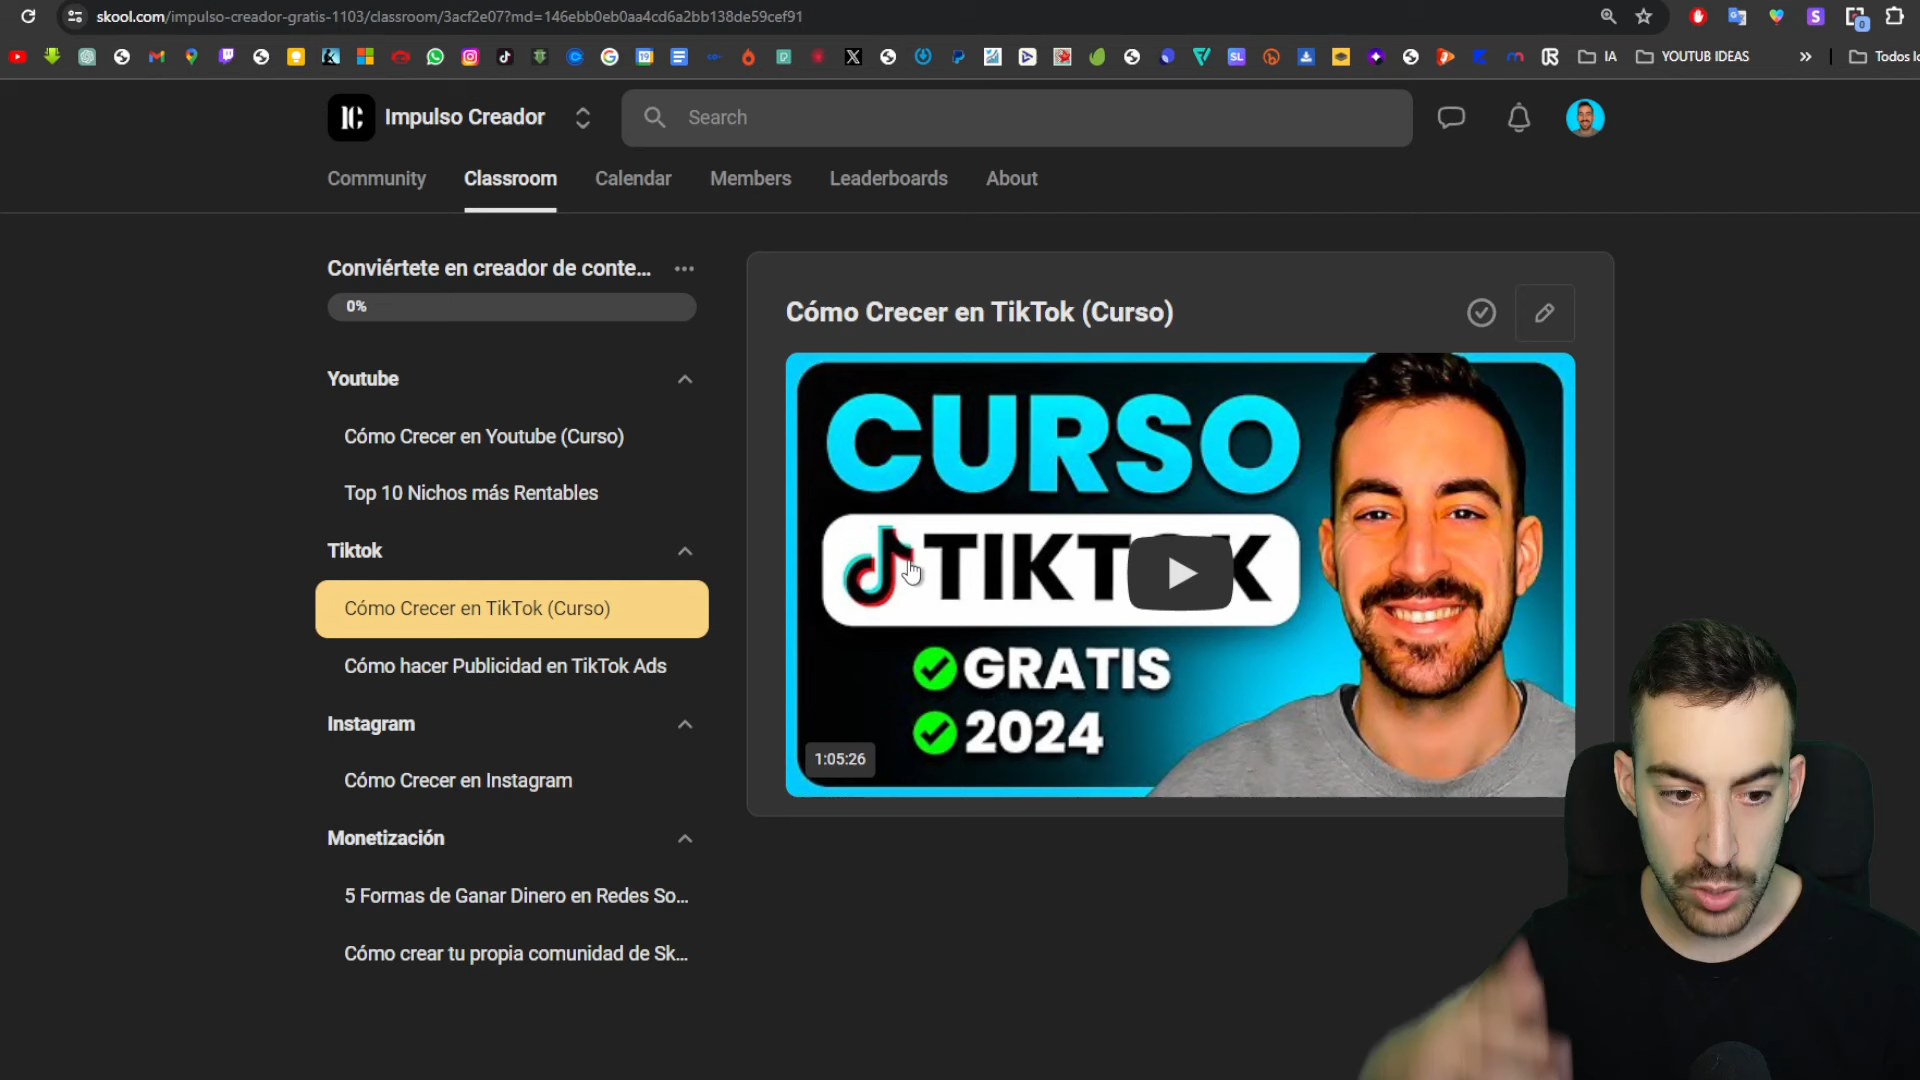 skool.com/impulso-creador-gratis-1103/classroom/3acf2e07?md=146ebb0eb0aa4cd6a2bb138de59cef91
IA
YOUTUB IDEAS
Todos lo
IC
Impulso Creador
Search
Community
Classroom
Calendar
Members
Leaderboards
About
Conviértete en creador de conte...
0%
Youtube
Cómo Crecer en Youtube (Curso)
Top 10 Nichos más Rentables
Tiktok
Cómo Crecer en TikTok (Curso)
Cómo hacer Publicidad en TikTok Ads
Instagram
Cómo Crecer en Instagram
Monetización
5 Formas de Ganar Dinero en Redes So...
Cómo crear tu propia comunidad de Sk...
Cómo Crecer en TikTok (Curso)
CURSO
TIKTOK
GRATIS
2024
1:05:26